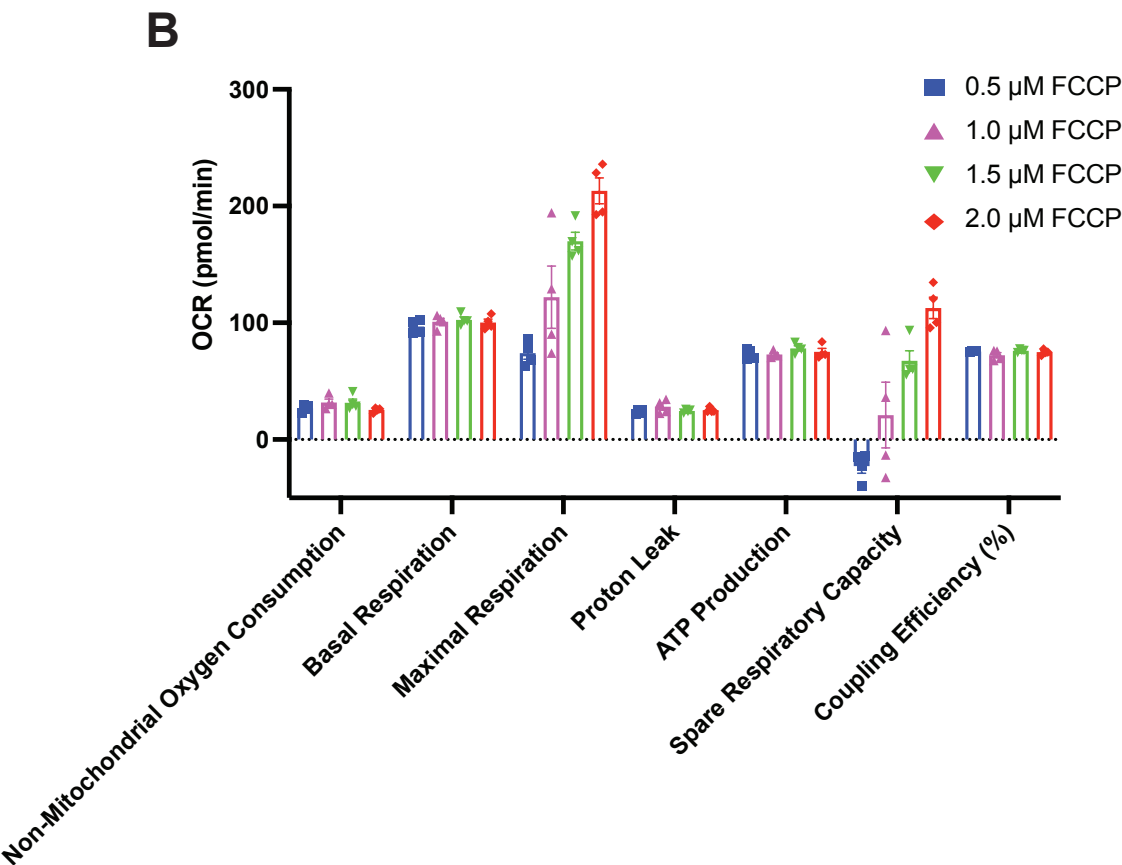 B
300
200
100
0
OCR (pmol/min)
0.5 µM FCCP
1.0 µM FCCP
1.5 µM FCCP
2.0 µM FCCP
Non-Mitochondrial Oxygen Consumption
Basal Respiration
Maximal Respiration
Proton Leak
ATP Production
Spare Respiratory Capacity
Coupling Efficiency (%)